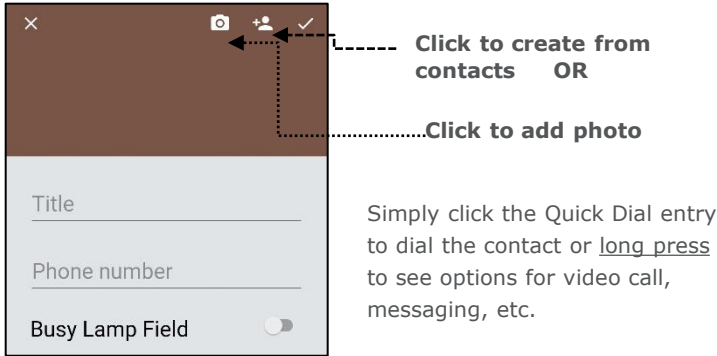 Click to create from
contacts OR
Click to add photo
Title
Phone number
Busy Lamp Field
Simply click the Quick Dial entry
to dial the contact or long press
to see options for video call,
messaging, etc.